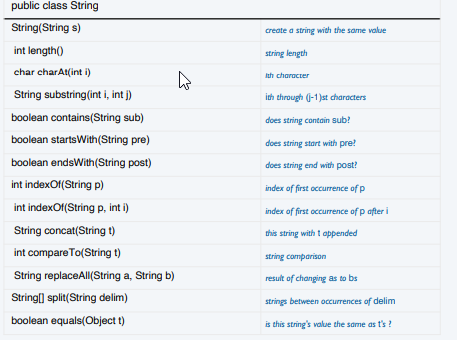 public class String
String(String s) create a string with the same value
int length() string length
char charAt(int i) ith character
String substring(int i, int j) ith through (j-1)st characters
boolean contains(String sub) does string contain sub?
boolean startsWith(String pre) does string start with pre?
boolean endsWith(String post) does string end with post?
int indexOf(String p) index of first occurrence of p
int indexOf(String p, int i) index of first occurrence of p after i
String concat(String t) this string with t appended
int compareTo(String t) string comparison
String replaceAll(String a, String b) result of changing as to bs
String[] split(String delim) strings between occurrences of delim
boolean equals(Object t) is this string's value the same as t's ?